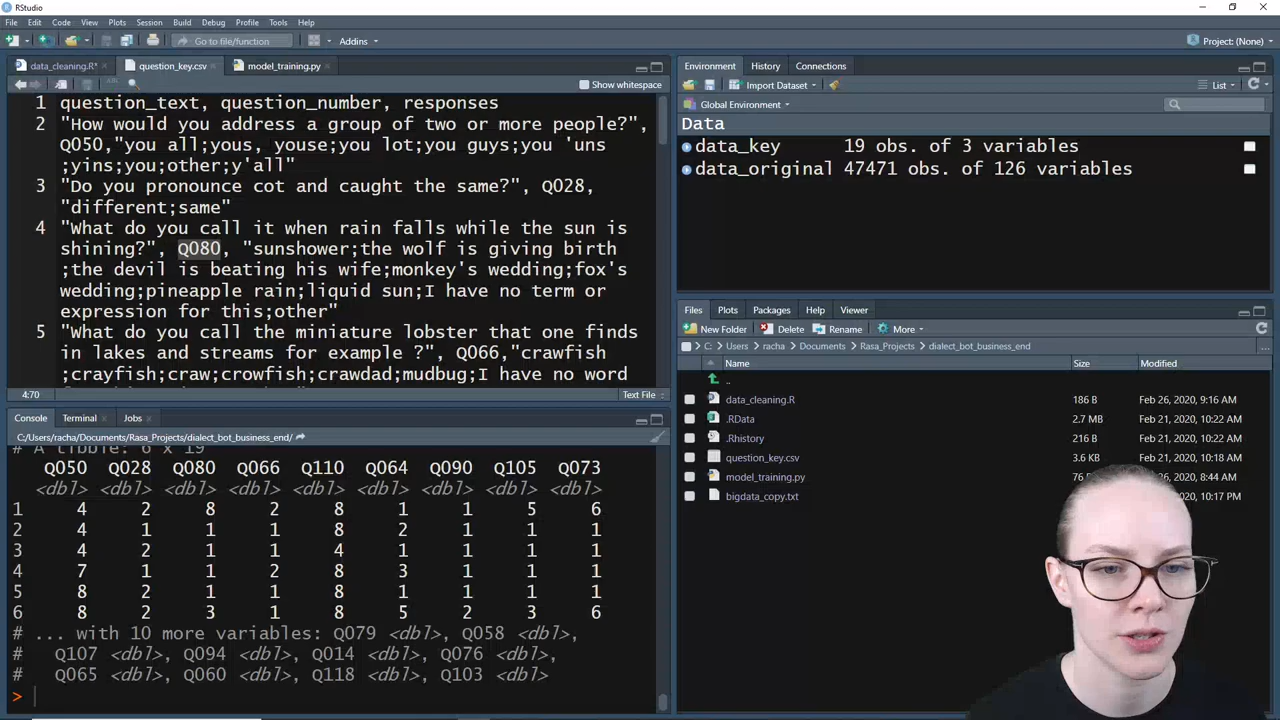 RStudio
File Edit Code View Plots Session Build Debug Profile Tools Help
Go to file/function Addins Project: (None)
data_cleaning.R* question_key.csv model_training.py
Show whitespace
1 question_text, question_number, responses
2 "How would you address a group of two or more people?",
Q050,"you all;yous, youse;you lot;you guys;you 'uns
;yins;you;other;y'all"
3 "Do you pronounce cot and caught the same?", Q028,
"different;same"
4 "What do you call it when rain falls while the sun is
shining?", Q080, "sunshower;the wolf is giving birth
;the devil is beating his wife;monkey's wedding;fox's
wedding;pineapple rain;liquid sun;I have no term or
expression for this;other"
5 "What do you call the miniature lobster that one finds
in lakes and streams for example ?", Q066,"crawfish
;crayfish;craw;crowfish;crawdad;mudbug;I have no word
4:70 Text File
Console Terminal Jobs
C:/Users/racha/Documents/Rasa_Projects/dialect_bot_business_end/
# A tibble: 6 x 19
Q050 Q028 Q080 Q066 Q110 Q064 Q090 Q105 Q073
<dbl> <dbl> <dbl> <dbl> <dbl> <dbl> <dbl> <dbl> <dbl>
1 4 2 8 2 8 1 1 5 6
2 4 1 1 1 8 2 1 1 1
3 4 2 1 1 4 1 1 1 1
4 7 1 1 2 8 3 1 1 1
5 8 2 1 1 8 1 1 1 1
6 8 2 3 1 8 5 2 3 6
# ... with 10 more variables: Q079 <dbl>, Q058 <dbl>,
# Q107 <dbl>, Q094 <dbl>, Q014 <dbl>, Q076 <dbl>,
# Q065 <dbl>, Q060 <dbl>, Q118 <dbl>, Q103 <dbl>
>
Environment History Connections
Import Dataset List
Global Environment
Data
data_key 19 obs. of 3 variables
data_original 47471 obs. of 126 variables
Files Plots Packages Help Viewer
New Folder Delete Rename More
C: Users racha Documents Rasa_Projects dialect_bot_business_end ...
Name Size Modified
..
data_cleaning.R 186 B Feb 26, 2020, 9:16 AM
.RData 2.7 MB Feb 21, 2020, 10:22 AM
.Rhistory 216 B Feb 21, 2020, 10:22 AM
question_key.csv 3.6 KB Feb 21, 2020, 10:18 AM
model_training.py 76 2020, 8:44 AM
bigdata_copy.txt 2020, 10:17 PM